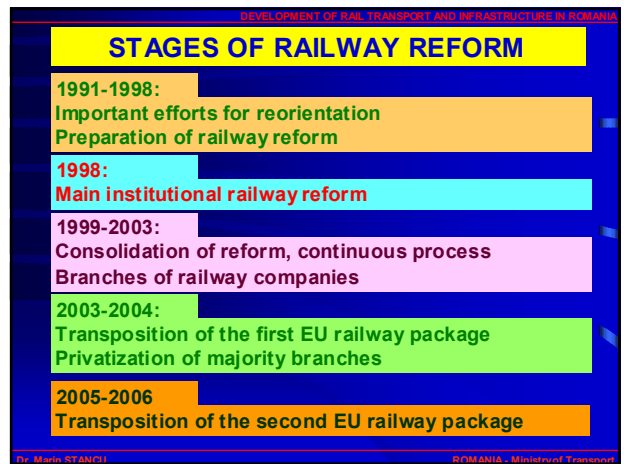 DEVELOPMENT OF RAIL TRANSPORT AND INFRASTRUCTURE IN ROMANIA
STAGES OF RAILWAY REFORM
1991-1998:
Important efforts for reorientation
Preparation of railway reform
1998:
Main institutional railway reform
1999-2003:
Consolidation of reform, continuous process
Branches of railway companies
2003-2004:
Transposition of the first EU railway package
Privatization of majority branches
2005-2006
Transposition of the second EU railway package
Dr. Marin STANCU
ROMANIA - Ministry of Transport